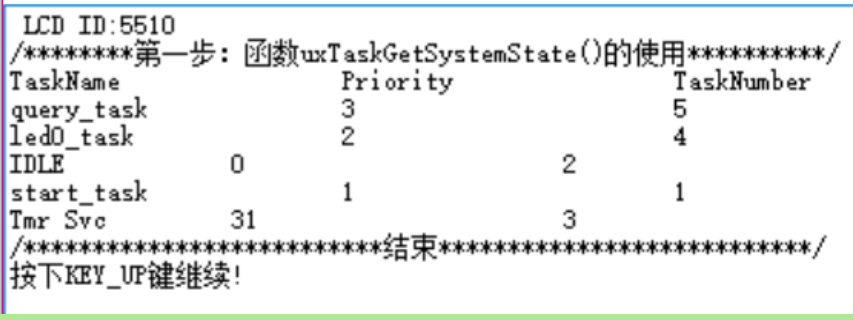 LCD ID:5510
/********第一步：函数uxTaskGetSystemState()的使用**********/
TaskName Priority TaskNumber
query_task 3 5
led0_task 2 4
IDLE 0 2
start_task 1 1
Tmr Svc 31 3
/**************************结束***************************/
按下KEY_UP键继续!